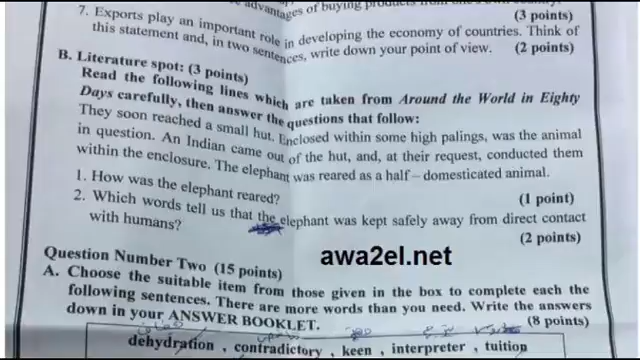 advantages of buying
(3 points)
7. Exports play an important role in developing the economy of countries. Think of
this statement and, in two sentences, write down your point of view. (2 points)
B. Literature spot: (3 points)
Read the following lines which are taken from Around the World in Eighty
Days carefully, then answer the questions that follow:
They soon reached a small hut. Enclosed within some high palings, was the animal
in question. An Indian came out of the hut, and, at their request, conducted them
within the enclosure. The elephant was reared as a half – domesticated animal.
1. How was the elephant reared? (1 point)
2. Which words tell us that the elephant was kept safely away from direct contact
with humans? (2 points)
awa2el.net
Question Number Two (15 points)
A. Choose the suitable item from those given in the box to complete each the
following sentences. There are more words than you need. Write the answers
down in your ANSWER BOOKLET. (8 points)
dehydration , contradictory , keen , interpreter , tuition